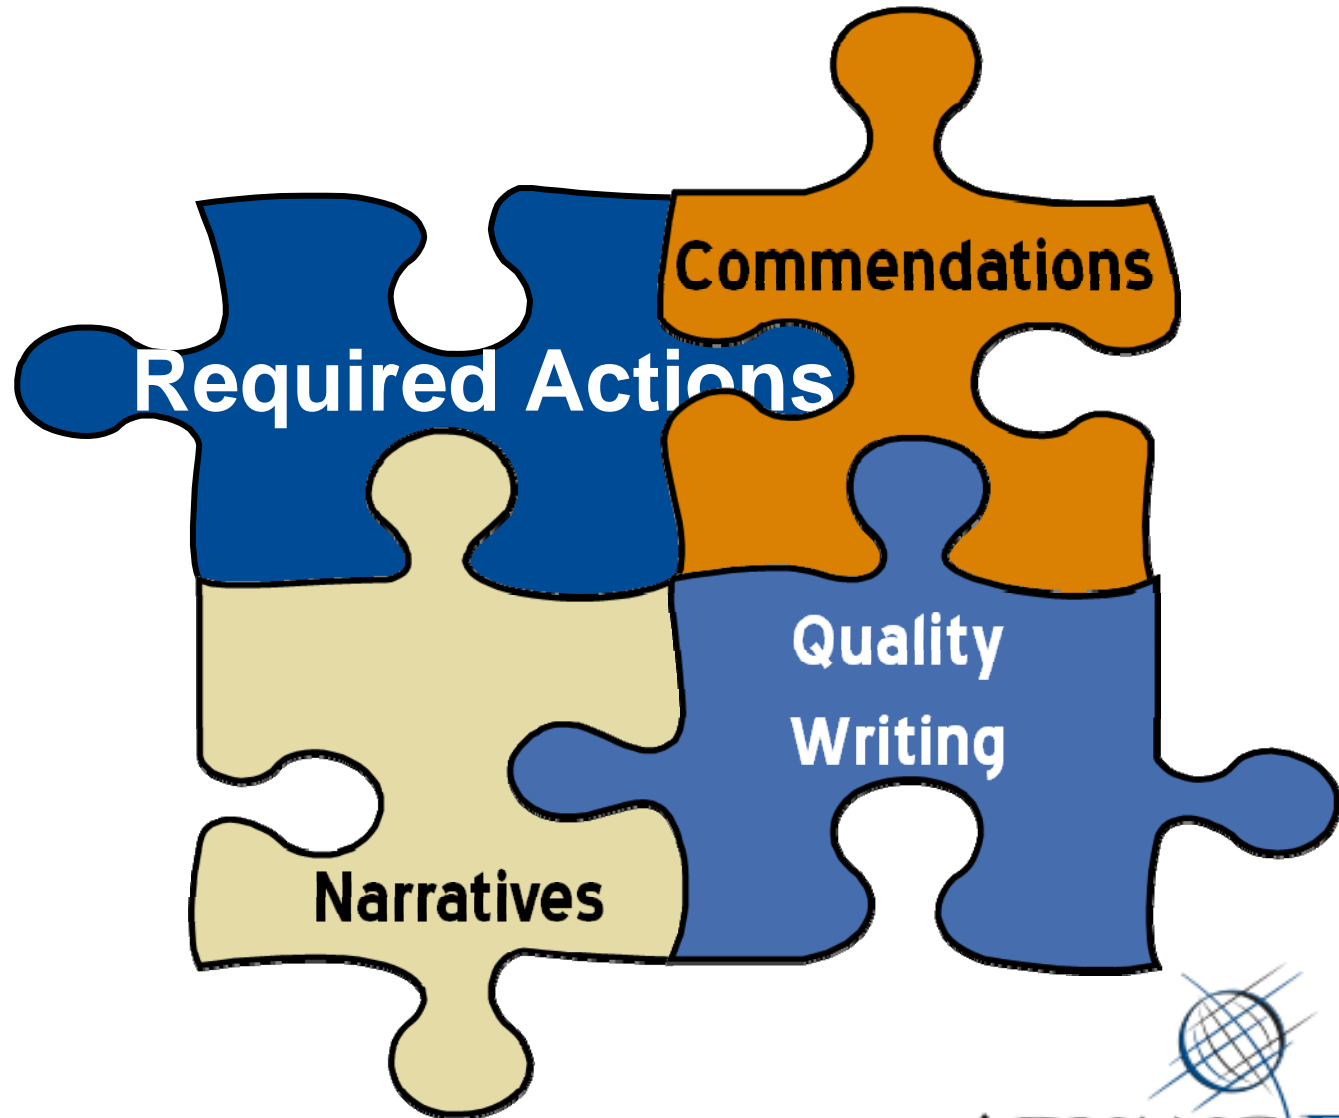 Commendations
Required Actions
Quality
Writing
Narratives